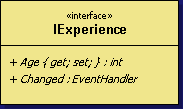 «interface»
IExperience
+ Age { get; set; } : int
+ Changed : EventHandler